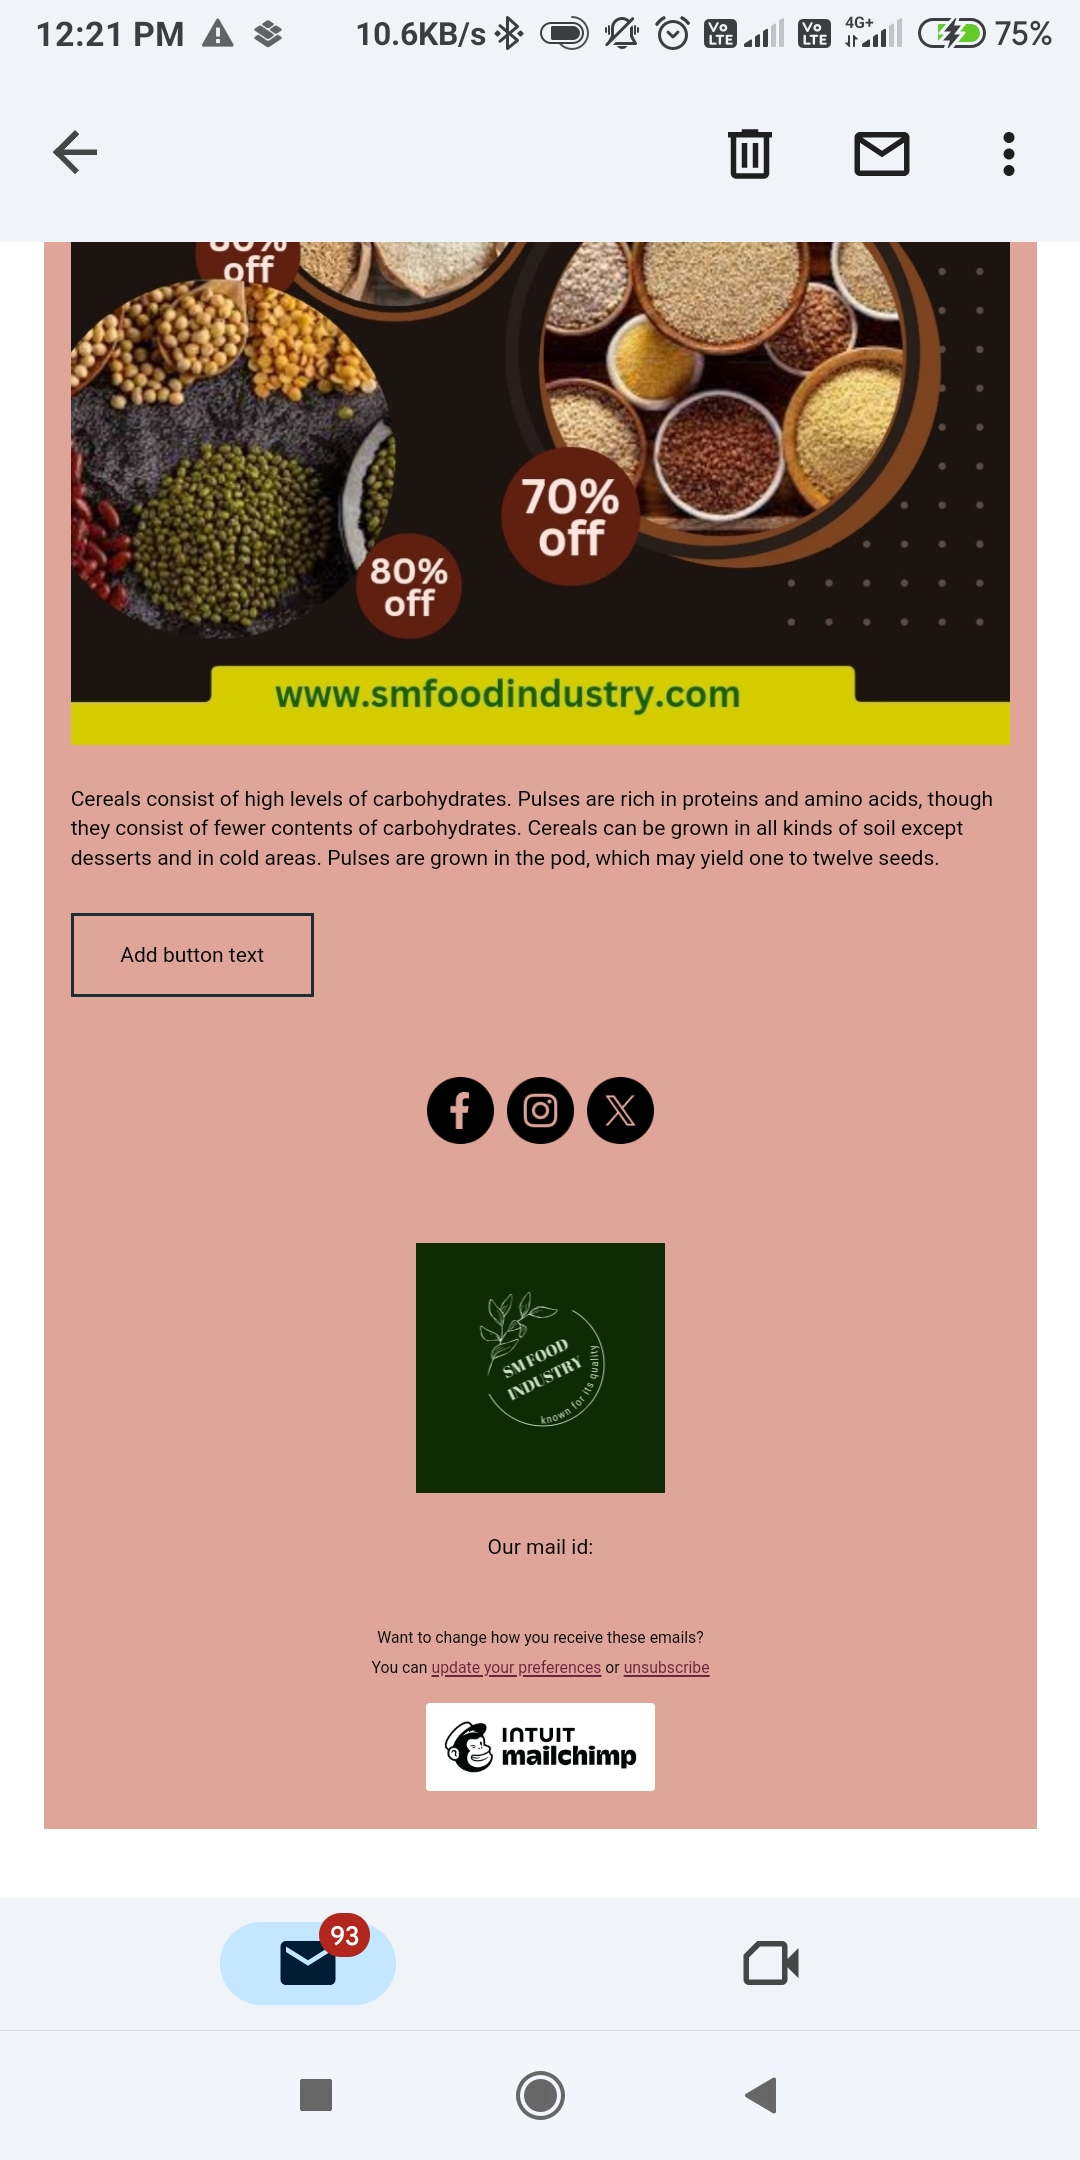 12:21 PM
10.6KB/s
Vo
LTE
Vo
LTE
4G+
75%
80%
off
70%
off
80%
off
www.smfoodindustry.com
Cereals consist of high levels of carbohydrates. Pulses are rich in proteins and amino acids, though
they consist of fewer contents of carbohydrates. Cereals can be grown in all kinds of soil except
desserts and in cold areas. Pulses are grown in the pod, which may yield one to twelve seeds.
Add button text
SM FOOD
INDUSTRY
known for its quality
Our mail id:
Want to change how you receive these emails?
You can update your preferences or unsubscribe
INTUIT
mailchimp
93